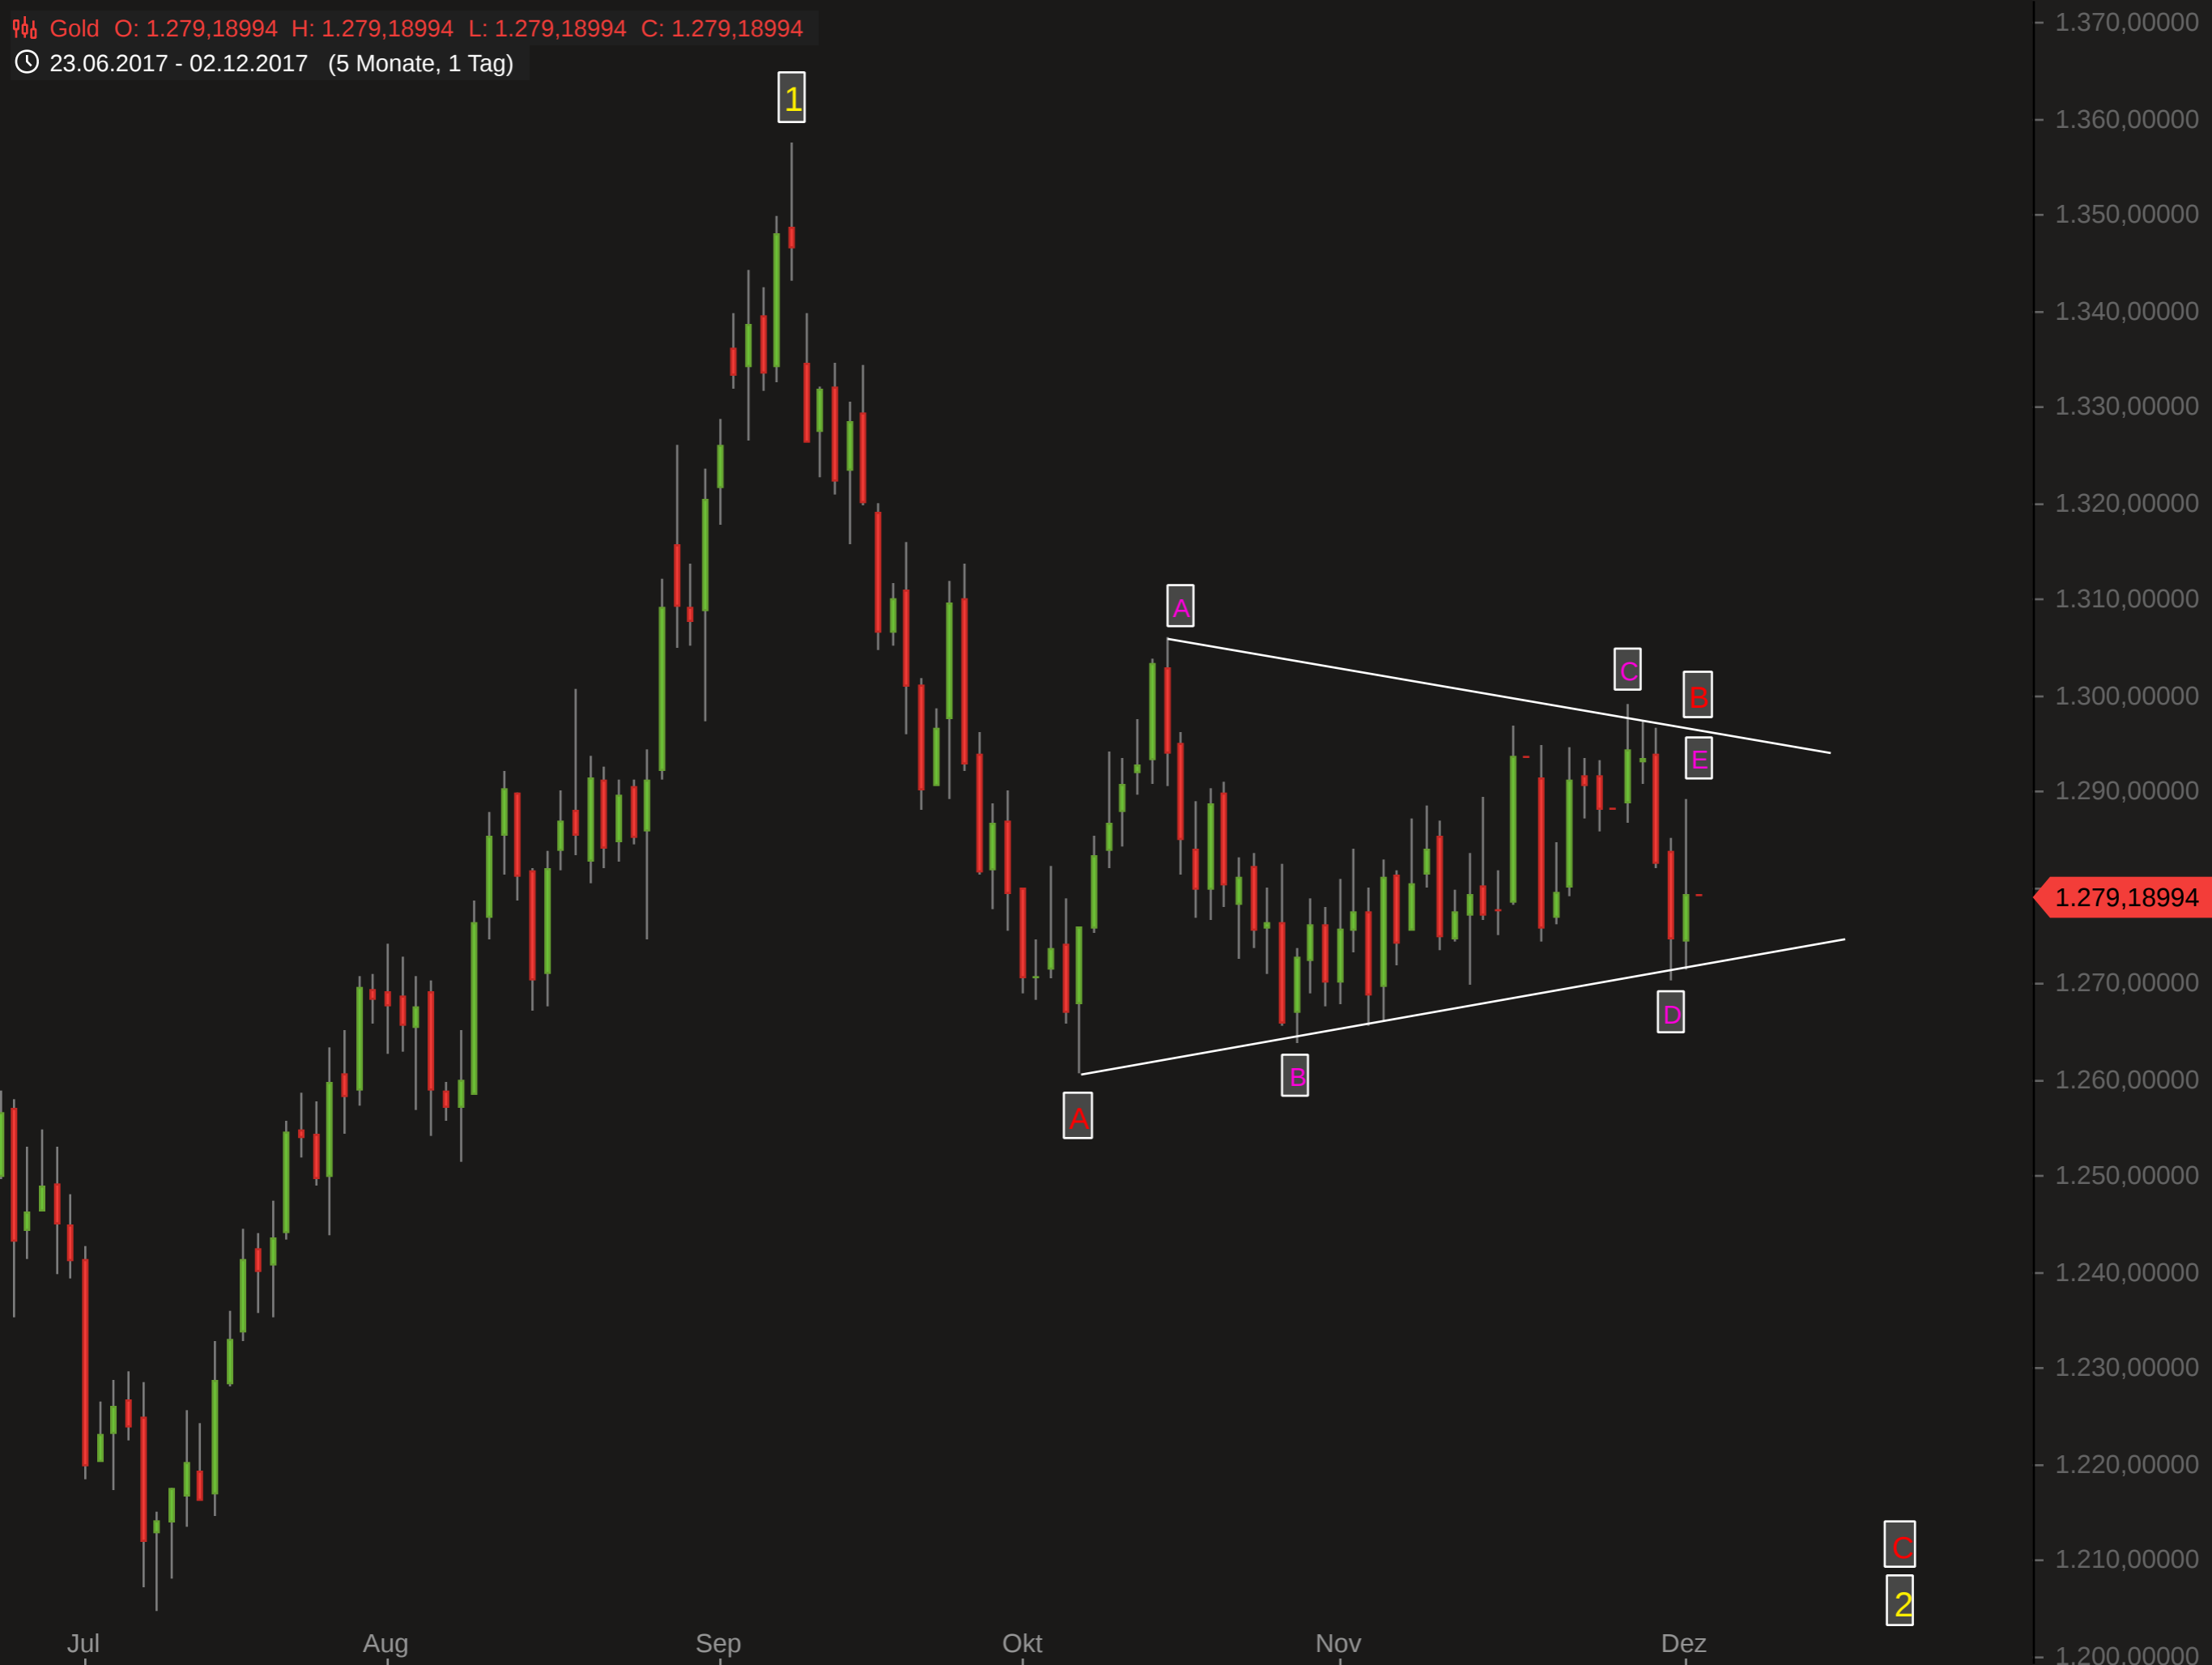 Gold O: 1.279,18994 H: 1.279,18994 L: 1.279,18994 C: 1.279,18994
23.06.2017 - 02.12.2017 (5 Monate, 1 Tag)
1.370,00000
1
1.360,00000
1.350,00000
1.340,00000
1.330,00000
1.320,00000
1.310,00000
A
C
B
1.300,00000
E
1.290,00000
1.279,18994
1.270,00000
D
B
1.260,00000
A
1.250,00000
1.240,00000
1.230,00000
1.220,00000
C
1.210,00000
2
Jul Aug Sep Okt Nov Dez
1.200,00000